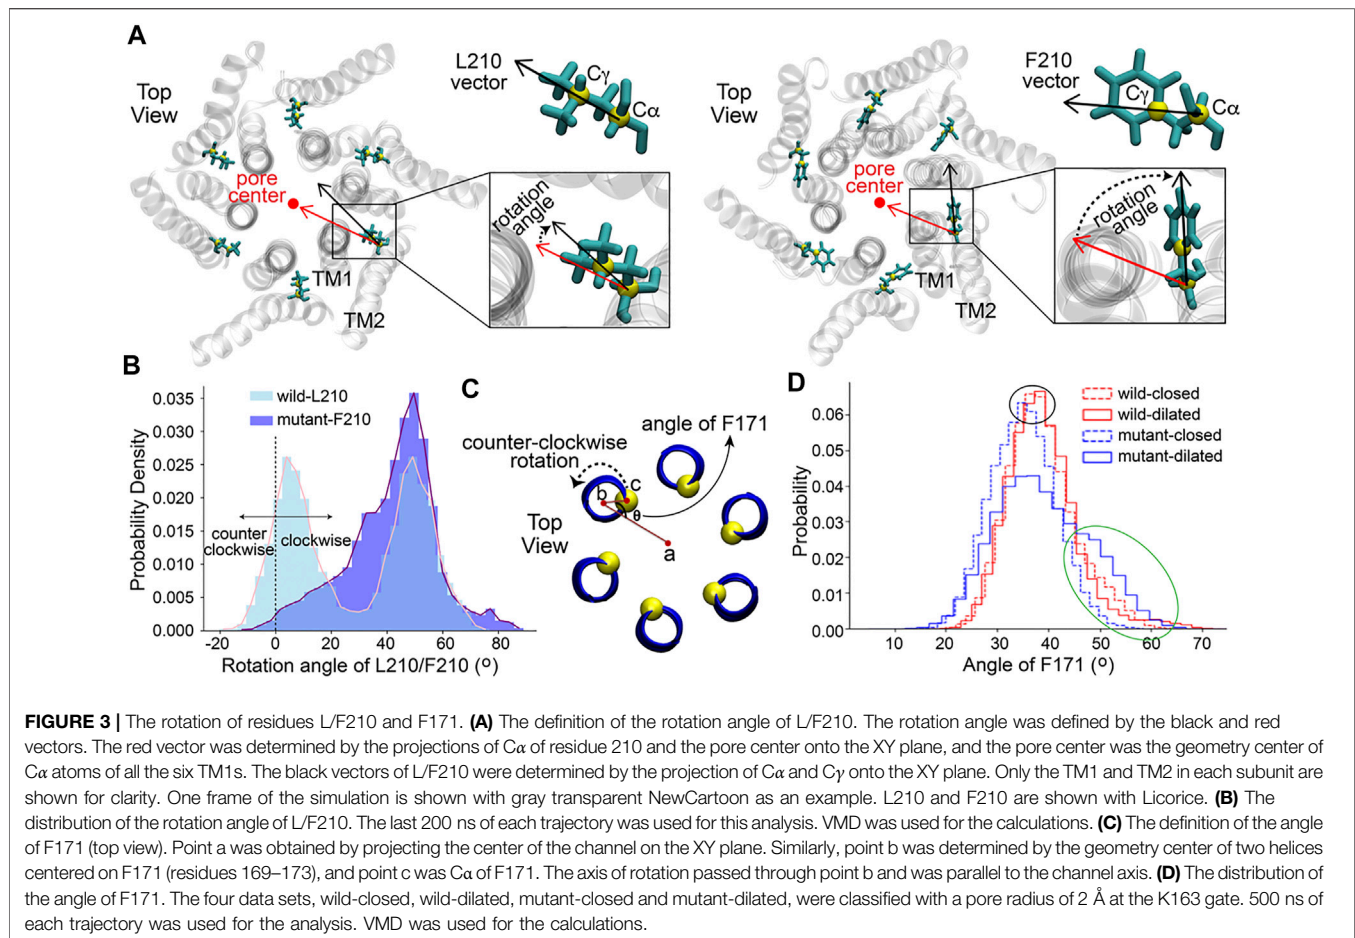 A
Top
View
L210
vector
Cγ
Cα
pore
center
rotation
angle
TM1
TM2
Top
View
F210
vector
Cγ
Cα
pore
center
rotation
angle
TM1
TM2
B
wild-L210
mutant-F210
Probability Density
0.035
0.030
0.025
0.020
0.015
0.010
0.005
0.000
counter
clockwise
clockwise
-20 0 20 40 60 80
Rotation angle of L210/F210 (o)
C
angle of F171
counter-clockwise
rotation
b
c
θ
a
Top
View
D
wild-closed
wild-dilated
mutant-closed
mutant-dilated
Probability
0.06
0.05
0.04
0.03
0.02
0.01
0.00
10 20 30 40 50 60 70
Angle of F171 (o)
FIGURE 3 | The rotation of residues L/F210 and F171. (A) The definition of the rotation angle of L/F210. The rotation angle was defined by the black and red
vectors. The red vector was determined by the projections of Cα of residue 210 and the pore center onto the XY plane, and the pore center was the geometry center of
Cα atoms of all the six TM1s. The black vectors of L/F210 were determined by the projection of Cα and Cγ onto the XY plane. Only the TM1 and TM2 in each subunit are
shown for clarity. One frame of the simulation is shown with gray transparent NewCartoon as an example. L210 and F210 are shown with Licorice. (B) The
distribution of the rotation angle of L/F210. The last 200 ns of each trajectory was used for this analysis. VMD was used for the calculations. (C) The definition of the angle
of F171 (top view). Point a was obtained by projecting the center of the channel on the XY plane. Similarly, point b was determined by the geometry center of two helices
centered on F171 (residues 169–173), and point c was Cα of F171. The axis of rotation passed through point b and was parallel to the channel axis. (D) The distribution of
the angle of F171. The four data sets, wild-closed, wild-dilated, mutant-closed and mutant-dilated, were classified with a pore radius of 2 Å at the K163 gate. 500 ns of
each trajectory was used for the analysis. VMD was used for the calculations.